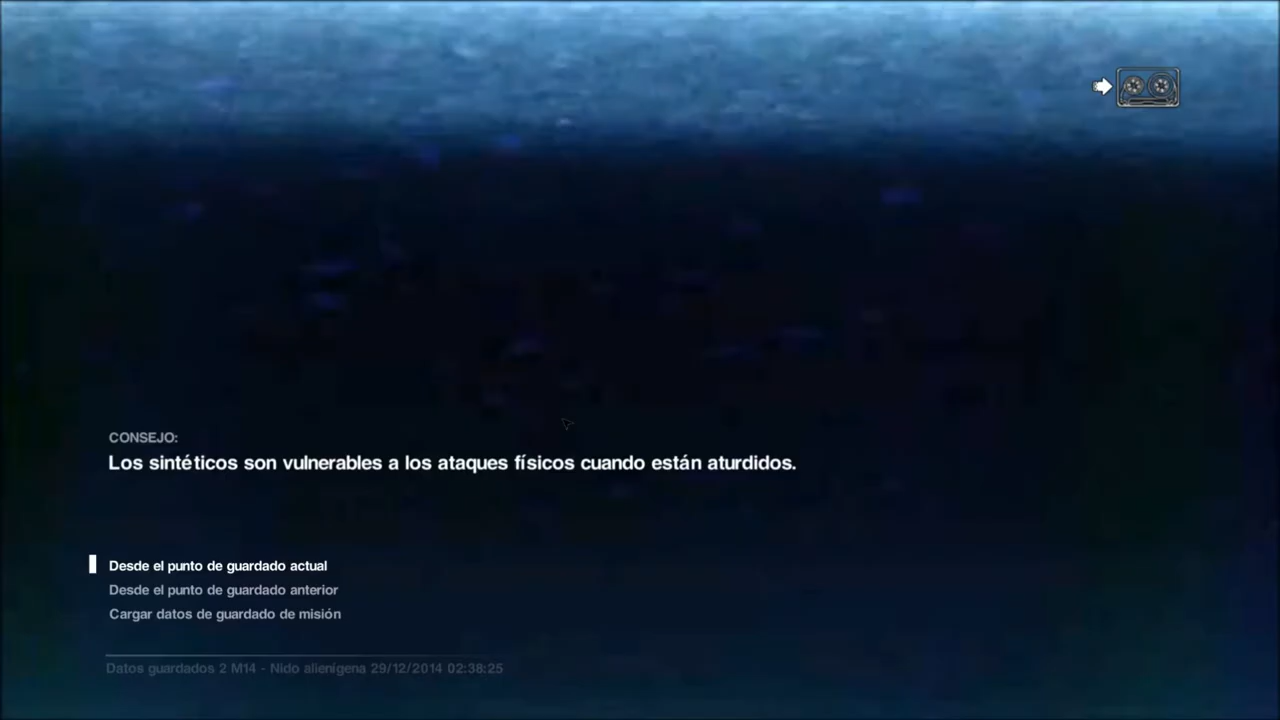 CONSEJO:
Los sintéticos son vulnerables a los ataques físicos cuando están aturdidos.
Desde el punto de guardado actual
Desde el punto de guardado anterior
Cargar datos de guardado de misión
Datos guardados 2 M14 - Nido alienígena 29/12/2014 02:38:25